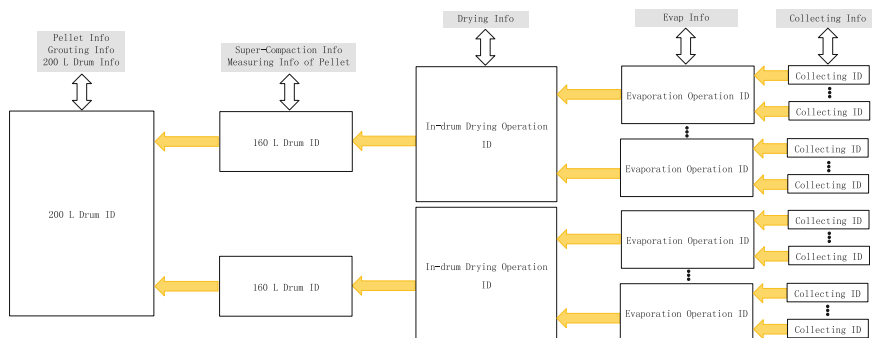 Pellet Info
Grouting Info
200 L Drum Info
Super-Compaction Info
Measuring Info of Pellet
Drying Info
Evap Info
Collecting Info
200 L Drum ID
160 L Drum ID
160 L Drum ID
In-drum Drying Operation
ID
In-drum Drying Operation
ID
Evaporation Operation ID
Evaporation Operation ID
Evaporation Operation ID
Evaporation Operation ID
Collecting ID
Collecting ID
Collecting ID
Collecting ID
Collecting ID
Collecting ID
Collecting ID
Collecting ID